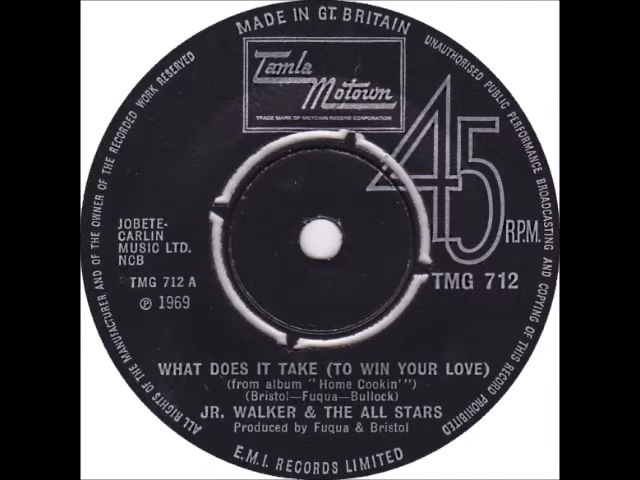 MADE IN GT. BRITAIN
UNAUTHORISED PUBLIC PERFORMANCE BROADCASTING AND COPYING OF THIS RECORD PROHIBITED
ALL RIGHTS OF THE MANUFACTURER AND OF THE OWNER OF THE RECORDED WORK RESERVED
Tamla
Motown
TRADE MARK OF MOTOWN RECORD CORPORATION
45
R.P.M.
JOBETE-
CARLIN
MUSIC LTD.
NCB
TMG 712 A
℗ 1969
TMG 712
WHAT DOES IT TAKE (TO WIN YOUR LOVE)
(from album "Home Cookin'")
(Bristol—Fuqua—Bullock)
JR. WALKER & THE ALL STARS
Produced by Fuqua & Bristol
E.M.I. RECORDS LIMITED